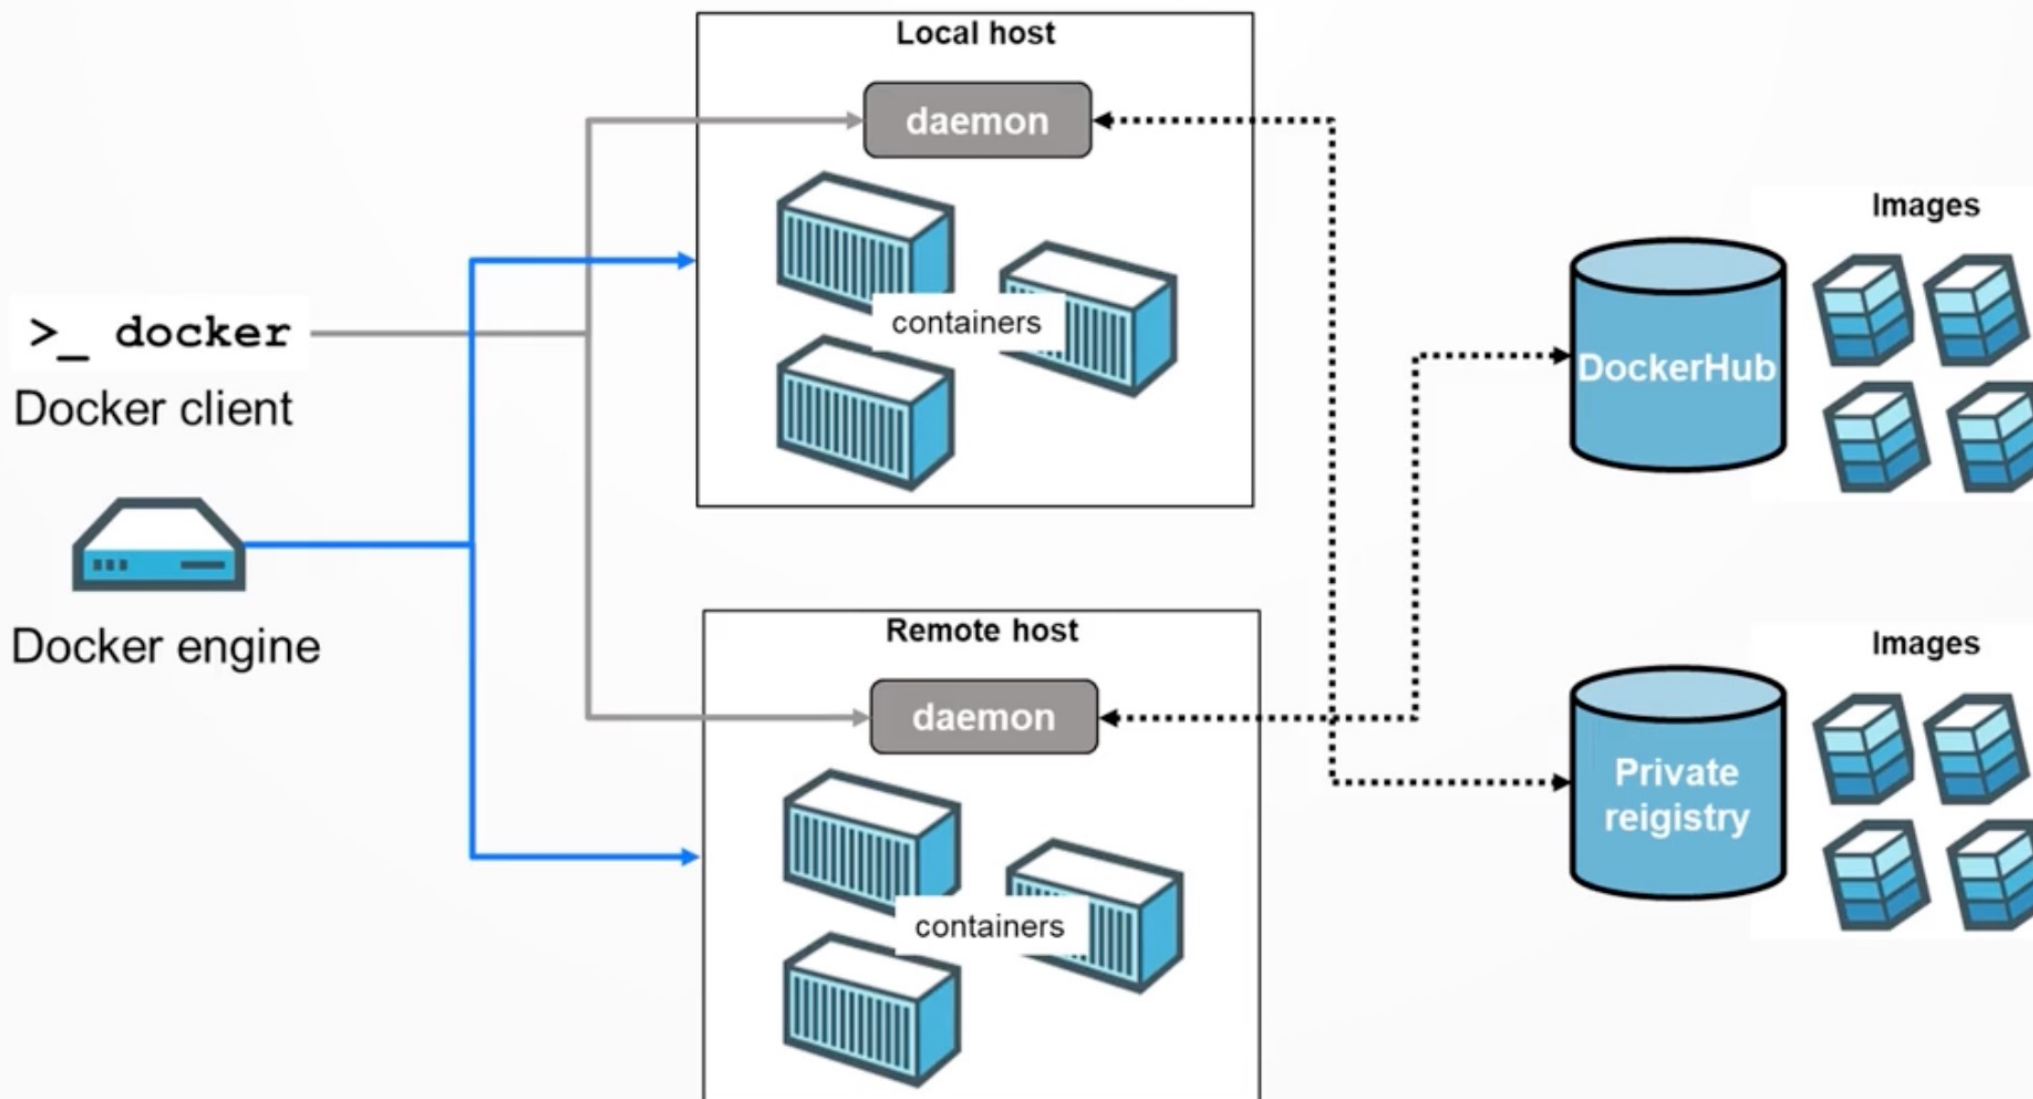 Local host
daemon
containers
>_ docker
Docker client
Docker engine
Remote host
daemon
containers
Images
DockerHub
Images
Private
reigistry